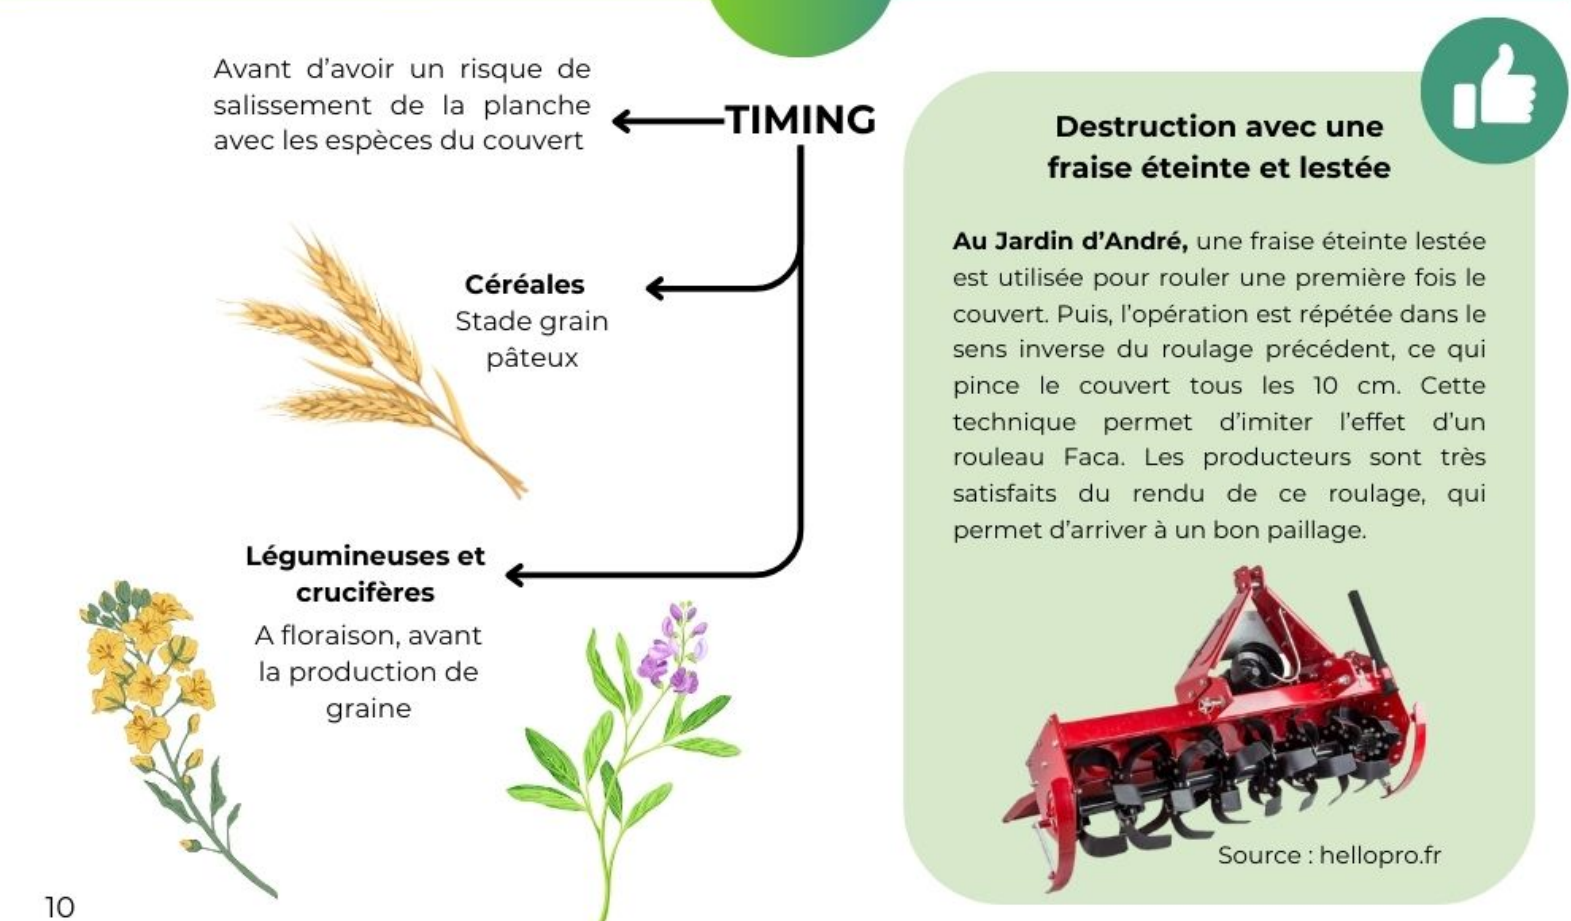 Avant d’avoir un risque de
salissement de la planche
avec les espèces du couvert
TIMING
Céréales
Stade grain
pâteux
Légumineuses et
crucifères
A floraison, avant
la production de
graine
10
Destruction avec une
fraise éteinte et lestée
Au Jardin d’André, une fraise éteinte lestée
est utilisée pour rouler une première fois le
couvert. Puis, l’opération est répétée dans le
sens inverse du roulage précédent, ce qui
pince le couvert tous les 10 cm. Cette
technique permet d’imiter l’effet d’un
rouleau Faca. Les producteurs sont très
satisfaits du rendu de ce roulage, qui
permet d’arriver à un bon paillage.
Source : hellopro.fr